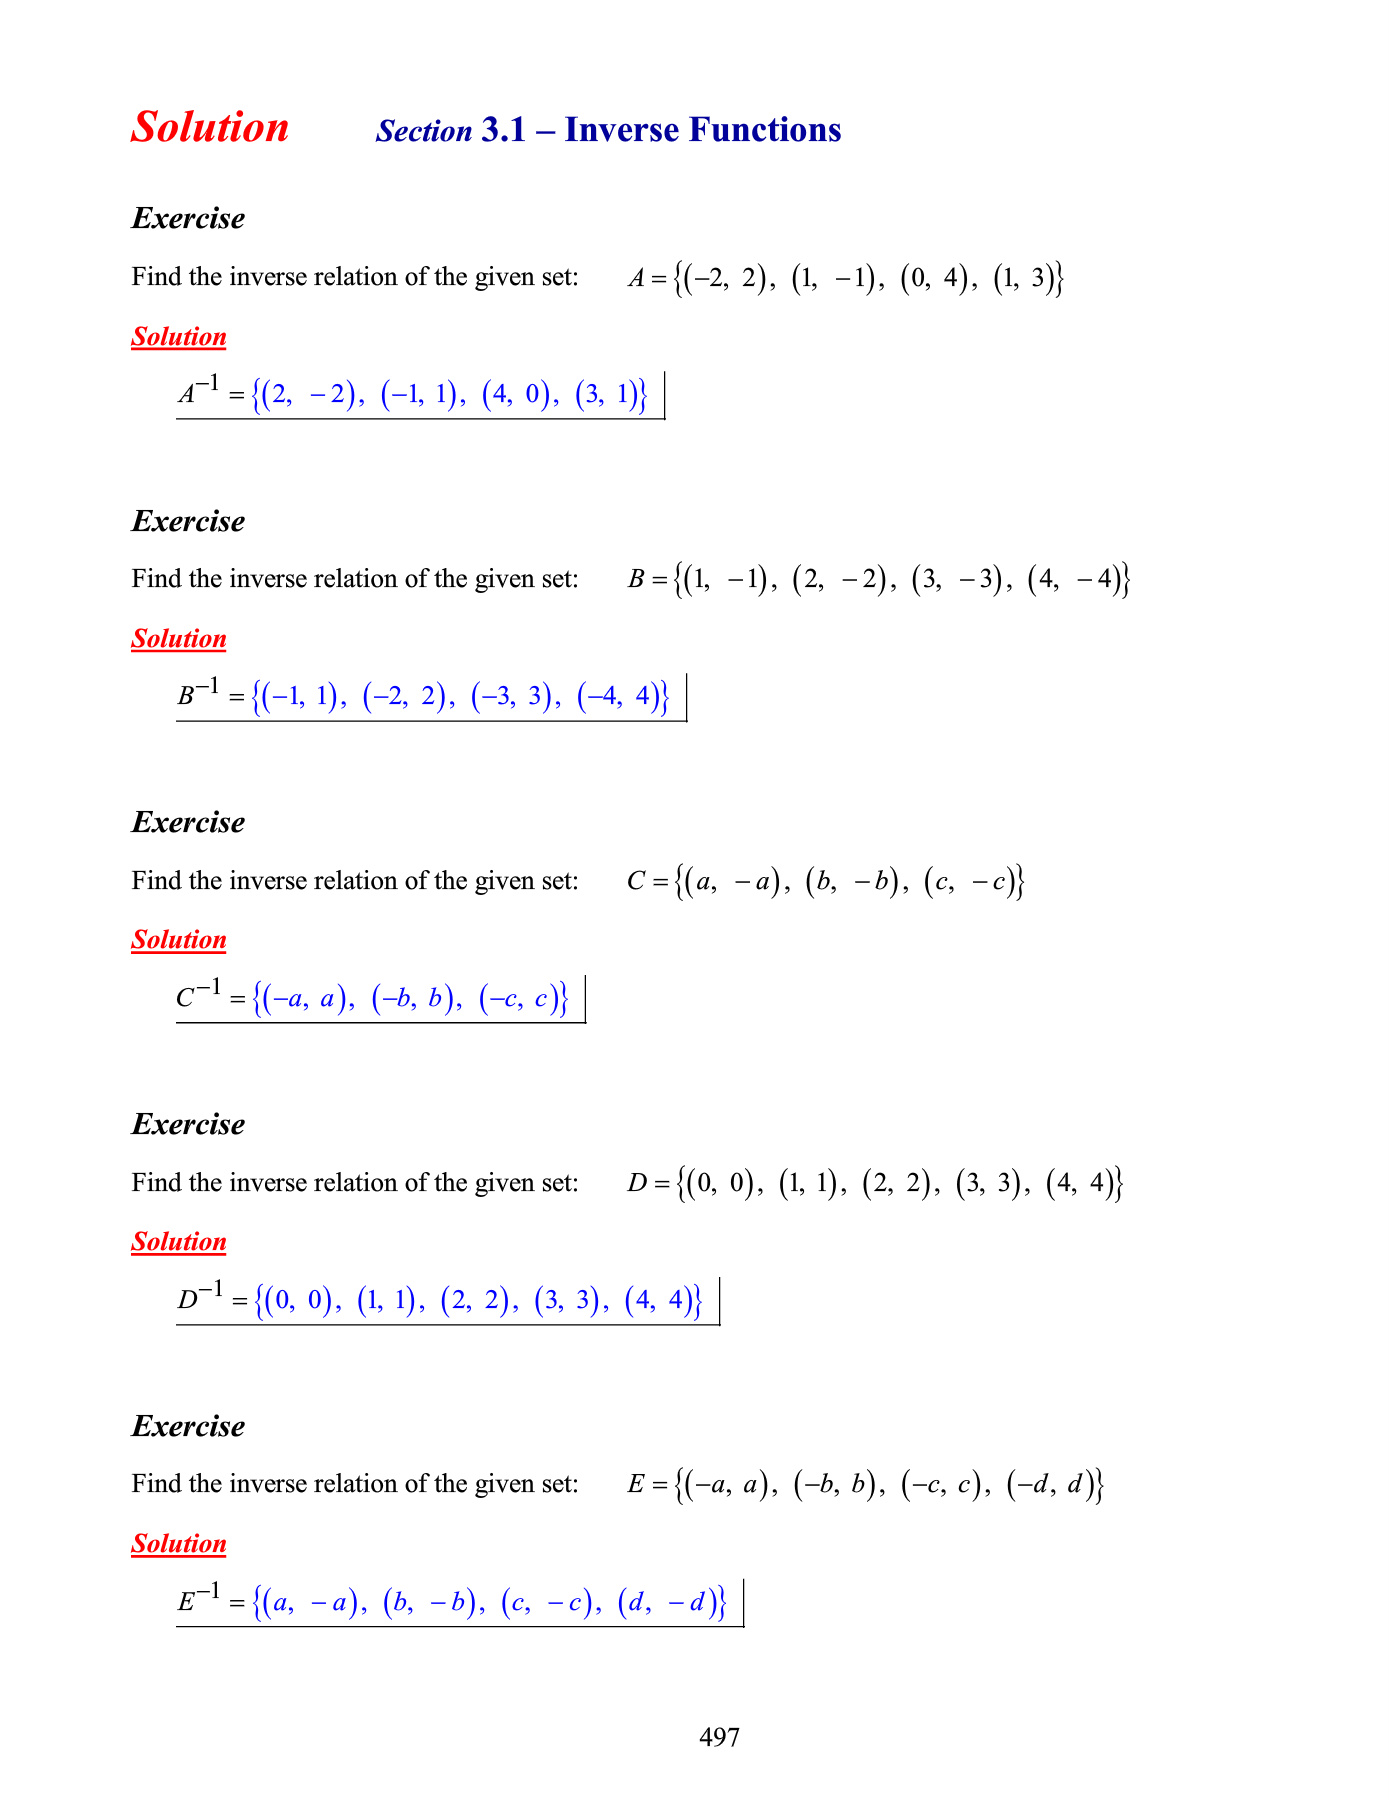 Solution Section 3.1 – Inverse Functions
Exercise
Find the inverse relation of the given set: A = {(−2, 2), (1, −1), (0, 4), (1, 3)}
Solution
A⁻¹ = {(2, −2), (−1, 1), (4, 0), (3, 1)}
Exercise
Find the inverse relation of the given set: B = {(1, −1), (2, −2), (3, −3), (4, −4)}
Solution
B⁻¹ = {(−1, 1), (−2, 2), (−3, 3), (−4, 4)}
Exercise
Find the inverse relation of the given set: C = {(a, −a), (b, −b), (c, −c)}
Solution
C⁻¹ = {(−a, a), (−b, b), (−c, c)}
Exercise
Find the inverse relation of the given set: D = {(0, 0), (1, 1), (2, 2), (3, 3), (4, 4)}
Solution
D⁻¹ = {(0, 0), (1, 1), (2, 2), (3, 3), (4, 4)}
Exercise
Find the inverse relation of the given set: E = {(−a, a), (−b, b), (−c, c), (−d, d)}
Solution
E⁻¹ = {(a, −a), (b, −b), (c, −c), (d, −d)}
497